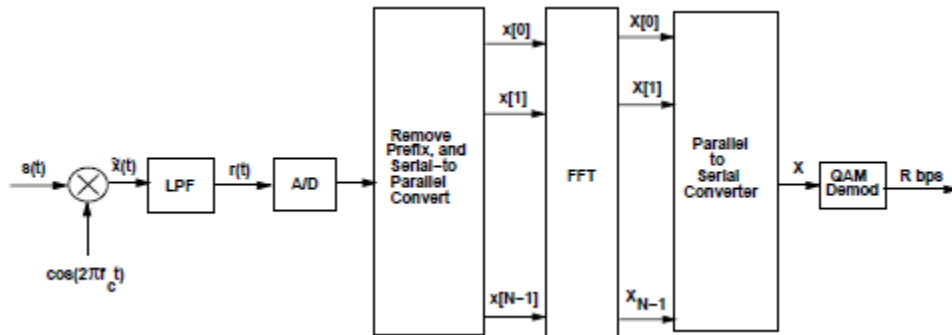 s(t)
x̃(t)
LPF
r(t)
A/D
cos(2πf_c t)
Remove
Prefix, and
Serial-to
Parallel
Convert
x[0]
x[1]
x[N-1]
FFT
X[0]
X[1]
X_{N-1}
Parallel
to
Serial
Converter
X
QAM
Demod
R bps